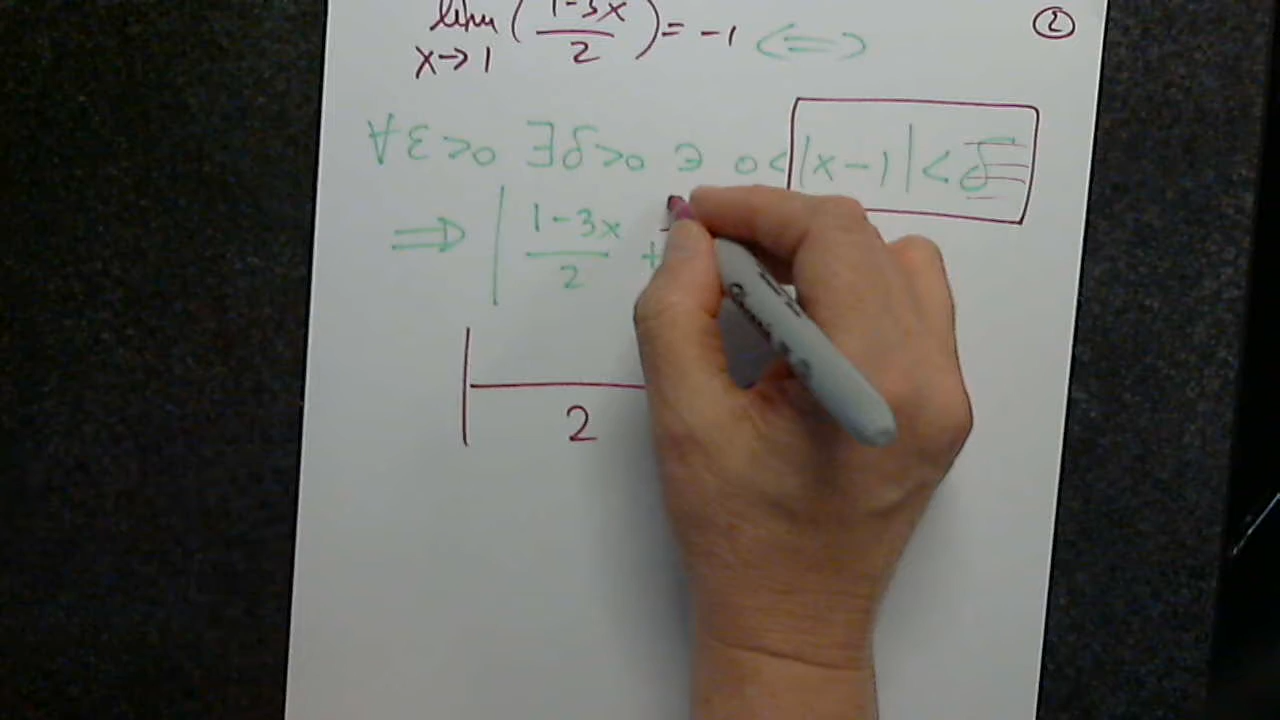 lim (1-3x/2) = -1 <=>
x→1
②
∀ε>0 ∃δ>0 ∋ 0<|x-1|<δ
⇒ | 1-3x/2 +
| 2